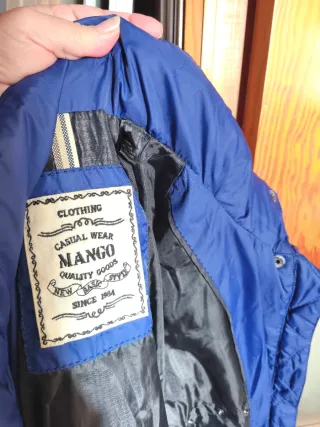 CLOTHING
CASUAL WEAR
MANGO
QUALITY GOODS
NEW BASIC STYLE
SINCE 1984